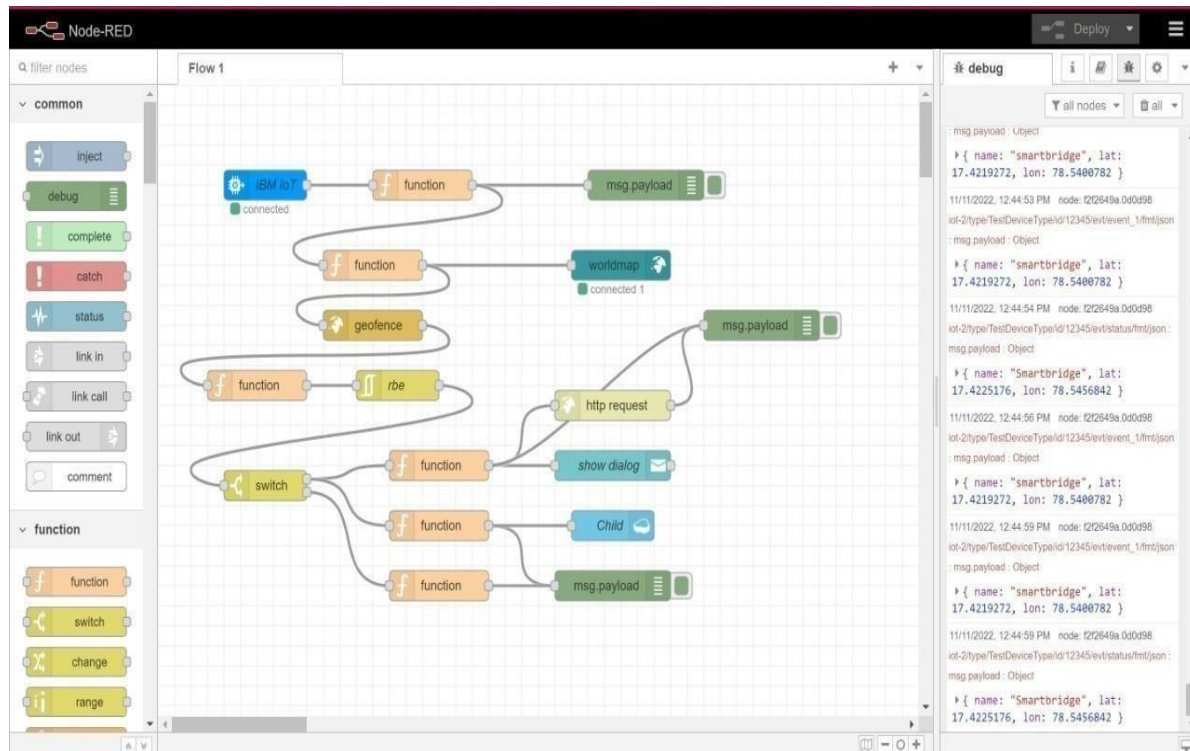 Node-RED
Deploy
filter nodes
common
inject
debug
complete
catch
status
link in
link call
link out
comment
function
function
switch
change
range
Flow 1
IBM IoT
connected
function
msg.payload
function
worldmap
connected 1
geofence
msg.payload
function
rbe
http request
function
show dialog
switch
function
Child
function
msg.payload
debug
all nodes
all
: msg.payload : Object
{ name: "smartbridge", lat:
17.4219272, lon: 78.5400782 }
11/11/2022, 12:44:53 PM node: f2f2649a.0d0d98
iot-2/type/TestDeviceType/id/12345/evt/event_1/fmt/json
: msg.payload : Object
{ name: "smartbridge", lat:
17.4219272, lon: 78.5400782 }
11/11/2022, 12:44:54 PM node: f2f2649a.0d0d98
iot-2/type/TestDeviceType/id/12345/evt/status/fmt/json :
msg.payload : Object
{ name: "Smartbridge", lat:
17.4225176, lon: 78.5456842 }
11/11/2022, 12:44:56 PM node: f2f2649a.0d0d98
iot-2/type/TestDeviceType/id/12345/evt/event_1/fmt/json
: msg.payload : Object
{ name: "smartbridge", lat:
17.4219272, lon: 78.5400782 }
11/11/2022, 12:44:59 PM node: f2f2649a.0d0d98
iot-2/type/TestDeviceType/id/12345/evt/event_1/fmt/json
: msg.payload : Object
{ name: "smartbridge", lat:
17.4219272, lon: 78.5400782 }
11/11/2022, 12:44:59 PM node: f2f2649a.0d0d98
iot-2/type/TestDeviceType/id/12345/evt/status/fmt/json :
msg.payload : Object
{ name: "Smartbridge", lat:
17.4225176, lon: 78.5456842 }